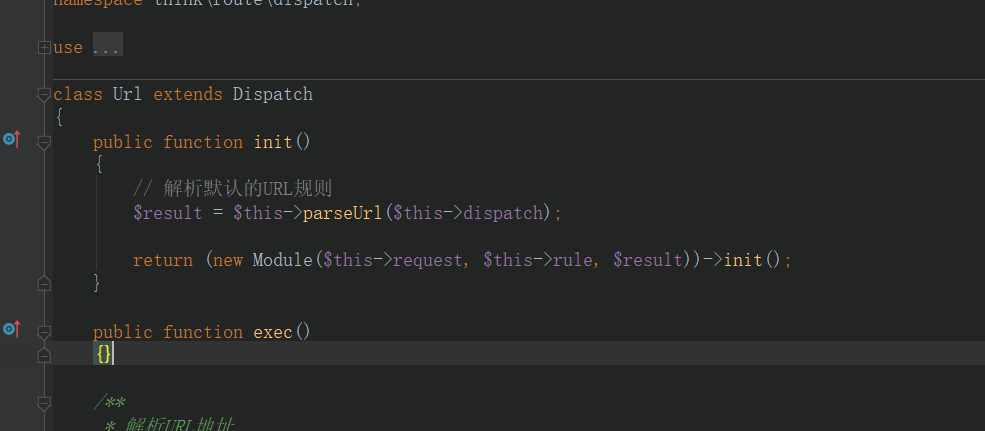 namespace think\route\dispatch;
use ...
class Url extends Dispatch
{
public function init()
{
// 解析默认的URL规则
$result = $this->parseUrl($this->dispatch);
return (new Module($this->request, $this->rule, $result))->init();
}
public function exec()
{}
/**
* 解析URL地址